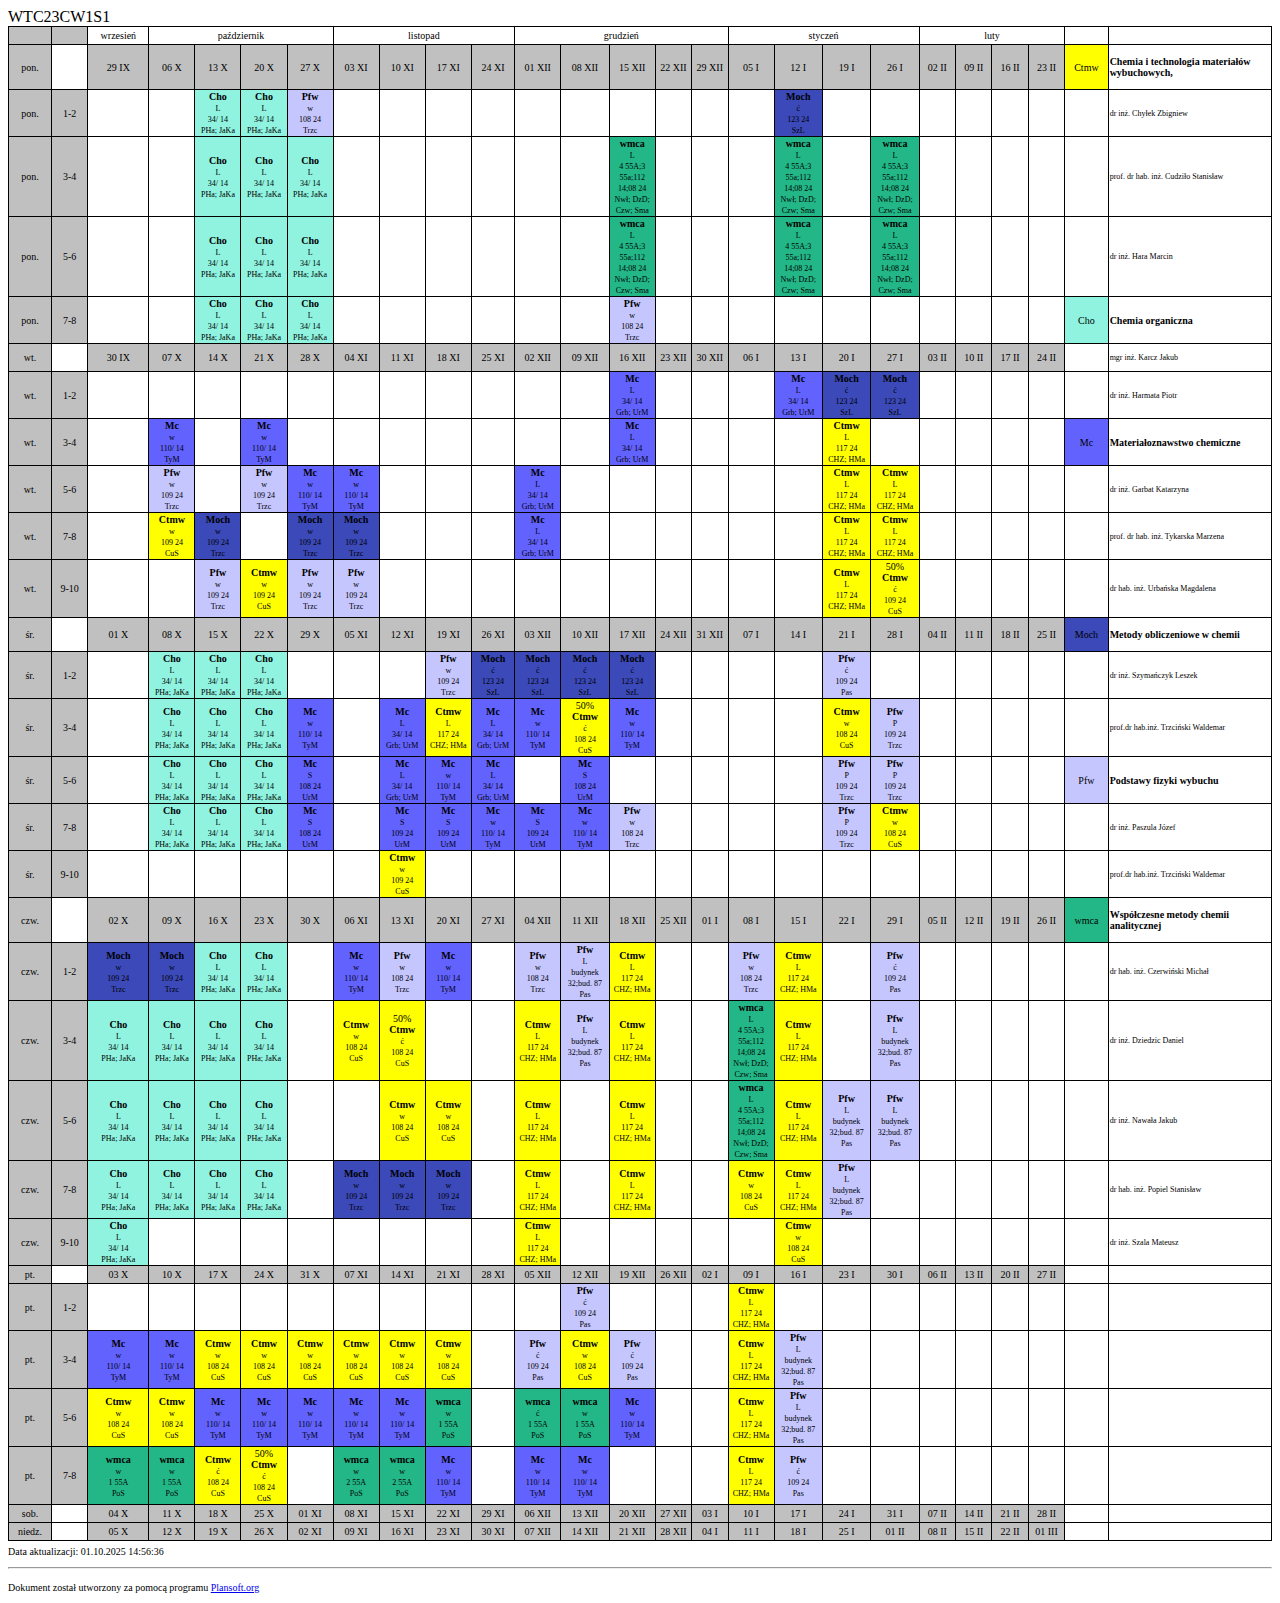 WTC23CW1S1
wrzesień październik listopad grudzień styczeń luty
pon. 29 IX 06 X 13 X 20 X 27 X 03 XI 10 XI 17 XI 24 XI 01 XII 08 XII 15 XII 22 XII 29 XII 05 I 12 I 19 I 26 I 02 II 09 II 16 II 23 II Ctmw Chemia i technologia materiałów wybuchowych,
pon. 1-2 Cho L 34/ 14 PHa; JaKa Cho L 34/ 14 PHa; JaKa Pfw w 108 24 Trzc Moch ć 123 24 SzL dr inż. Chyłek Zbigniew
pon. 3-4 Cho L 34/ 14 PHa; JaKa Cho L 34/ 14 PHa; JaKa Cho L 34/ 14 PHa; JaKa wmca L 4 55A;3 55a;112 14;08 24 Nwł; DzD; Czw; Sma wmca L 4 55A;3 55a;112 14;08 24 Nwł; DzD; Czw; Sma wmca L 4 55A;3 55a;112 14;08 24 Nwł; DzD; Czw; Sma prof. dr hab. inż. Cudziło Stanisław
pon. 5-6 Cho L 34/ 14 PHa; JaKa Cho L 34/ 14 PHa; JaKa Cho L 34/ 14 PHa; JaKa wmca L 4 55A;3 55a;112 14;08 24 Nwł; DzD; Czw; Sma wmca L 4 55A;3 55a;112 14;08 24 Nwł; DzD; Czw; Sma wmca L 4 55A;3 55a;112 14;08 24 Nwł; DzD; Czw; Sma dr inż. Hara Marcin
pon. 7-8 Cho L 34/ 14 PHa; JaKa Cho L 34/ 14 PHa; JaKa Cho L 34/ 14 PHa; JaKa Pfw w 108 24 Trzc Cho Chemia organiczna
wt. 30 IX 07 X 14 X 21 X 28 X 04 XI 11 XI 18 XI 25 XI 02 XII 09 XII 16 XII 23 XII 30 XII 06 I 13 I 20 I 27 I 03 II 10 II 17 II 24 II mgr inż. Karcz Jakub
wt. 1-2 Mc L 34/ 14 Grb; UrM Mc L 34/ 14 Grb; UrM Moch ć 123 24 SzL Moch ć 123 24 SzL dr inż. Harmata Piotr
wt. 3-4 Mc w 110/ 14 TyM Mc w 110/ 14 TyM Mc L 34/ 14 Grb; UrM Ctmw L 117 24 CHZ; HMa Mc Materiałoznawstwo chemiczne
wt. 5-6 Pfw w 109 24 Trzc Pfw w 109 24 Trzc Mc w 110/ 14 TyM Mc w 110/ 14 TyM Mc L 34/ 14 Grb; UrM Ctmw L 117 24 CHZ; HMa Ctmw L 117 24 CHZ; HMa dr inż. Garbat Katarzyna
wt. 7-8 Ctmw w 109 24 CuS Moch w 109 24 Trzc Moch w 109 24 Trzc Moch w 109 24 Trzc Mc L 34/ 14 Grb; UrM Ctmw L 117 24 CHZ; HMa Ctmw L 117 24 CHZ; HMa prof. dr hab. inż. Tykarska Marzena
wt. 9-10 Pfw w 109 24 Trzc Ctmw w 109 24 CuS Pfw w 109 24 Trzc Pfw w 109 24 Trzc Ctmw L 117 24 CHZ; HMa 50% Ctmw ć 109 24 CuS dr hab. inż. Urbańska Magdalena
śr. 01 X 08 X 15 X 22 X 29 X 05 XI 12 XI 19 XI 26 XI 03 XII 10 XII 17 XII 24 XII 31 XII 07 I 14 I 21 I 28 I 04 II 11 II 18 II 25 II Moch Metody obliczeniowe w chemii
śr. 1-2 Cho L 34/ 14 PHa; JaKa Cho L 34/ 14 PHa; JaKa Cho L 34/ 14 PHa; JaKa Pfw w 109 24 Trzc Moch ć 123 24 SzL Moch ć 123 24 SzL Moch ć 123 24 SzL Moch ć 123 24 SzL Pfw ć 109 24 Pas dr inż. Szymańczyk Leszek
śr. 3-4 Cho L 34/ 14 PHa; JaKa Cho L 34/ 14 PHa; JaKa Cho L 34/ 14 PHa; JaKa Mc w 110/ 14 TyM Mc L 34/ 14 Grb; UrM Ctmw L 117 24 CHZ; HMa Mc L 34/ 14 Grb; UrM Mc w 110/ 14 TyM 50% Ctmw ć 108 24 CuS Mc w 110/ 14 TyM Ctmw w 108 24 CuS Pfw P 109 24 Trzc prof.dr hab.inż. Trzciński Waldemar
śr. 5-6 Cho L 34/ 14 PHa; JaKa Cho L 34/ 14 PHa; JaKa Cho L 34/ 14 PHa; JaKa Mc S 108 24 UrM Mc L 34/ 14 Grb; UrM Mc w 110/ 14 TyM Mc L 34/ 14 Grb; UrM Mc S 108 24 UrM Pfw P 109 24 Trzc Pfw P 109 24 Trzc Pfw Podstawy fizyki wybuchu
śr. 7-8 Cho L 34/ 14 PHa; JaKa Cho L 34/ 14 PHa; JaKa Cho L 34/ 14 PHa; JaKa Mc S 108 24 UrM Mc S 109 24 UrM Mc S 109 24 UrM Mc w 110/ 14 TyM Mc S 109 24 UrM Mc w 110/ 14 TyM Pfw w 108 24 Trzc Pfw P 109 24 Trzc Ctmw w 108 24 CuS dr inż. Paszula Józef
śr. 9-10 Ctmw w 109 24 CuS prof.dr hab.inż. Trzciński Waldemar
czw. 02 X 09 X 16 X 23 X 30 X 06 XI 13 XI 20 XI 27 XI 04 XII 11 XII 18 XII 25 XII 01 I 08 I 15 I 22 I 29 I 05 II 12 II 19 II 26 II wmca Współczesne metody chemii analitycznej
czw. 1-2 Moch w 109 24 Trzc Moch w 109 24 Trzc Cho L 34/ 14 PHa; JaKa Cho L 34/ 14 PHa; JaKa Mc w 110/ 14 TyM Pfw w 108 24 Trzc Mc w 110/ 14 TyM Pfw w 108 24 Trzc Pfw L budynek 32;bud. 87 Pas Ctmw L 117 24 CHZ; HMa Pfw w 108 24 Trzc Ctmw L 117 24 CHZ; HMa Pfw ć 109 24 Pas dr hab. inż. Czerwiński Michał
czw. 3-4 Cho L 34/ 14 PHa; JaKa Cho L 34/ 14 PHa; JaKa Cho L 34/ 14 PHa; JaKa Cho L 34/ 14 PHa; JaKa Ctmw w 108 24 CuS 50% Ctmw ć 108 24 CuS Ctmw L 117 24 CHZ; HMa Pfw L budynek 32;bud. 87 Pas Ctmw L 117 24 CHZ; HMa wmca L 4 55A;3 55a;112 14;08 24 Nwł; DzD; Czw; Sma Ctmw L 117 24 CHZ; HMa Pfw L budynek 32;bud. 87 Pas dr inż. Dziedzic Daniel
czw. 5-6 Cho L 34/ 14 PHa; JaKa Cho L 34/ 14 PHa; JaKa Cho L 34/ 14 PHa; JaKa Cho L 34/ 14 PHa; JaKa Ctmw w 108 24 CuS Ctmw w 108 24 CuS Ctmw L 117 24 CHZ; HMa Ctmw L 117 24 CHZ; HMa wmca L 4 55A;3 55a;112 14;08 24 Nwł; DzD; Czw; Sma Ctmw L 117 24 CHZ; HMa Pfw L budynek 32;bud. 87 Pas Pfw L budynek 32;bud. 87 Pas dr inż. Nawała Jakub
czw. 7-8 Cho L 34/ 14 PHa; JaKa Cho L 34/ 14 PHa; JaKa Cho L 34/ 14 PHa; JaKa Cho L 34/ 14 PHa; JaKa Moch w 109 24 Trzc Moch w 109 24 Trzc Moch w 109 24 Trzc Ctmw L 117 24 CHZ; HMa Ctmw L 117 24 CHZ; HMa Ctmw w 108 24 CuS Ctmw L 117 24 CHZ; HMa Pfw L budynek 32;bud. 87 Pas dr hab. inż. Popiel Stanisław
czw. 9-10 Cho L 34/ 14 PHa; JaKa Ctmw L 117 24 CHZ; HMa Ctmw w 108 24 CuS dr inż. Szala Mateusz
pt. 03 X 10 X 17 X 24 X 31 X 07 XI 14 XI 21 XI 28 XI 05 XII 12 XII 19 XII 26 XII 02 I 09 I 16 I 23 I 30 I 06 II 13 II 20 II 27 II
pt. 1-2 Pfw ć 109 24 Pas Ctmw L 117 24 CHZ; HMa
pt. 3-4 Mc w 110/ 14 TyM Mc w 110/ 14 TyM Ctmw w 108 24 CuS Ctmw w 108 24 CuS Ctmw w 108 24 CuS Ctmw w 108 24 CuS Ctmw w 108 24 CuS Ctmw w 108 24 CuS Pfw ć 109 24 Pas Ctmw w 108 24 CuS Pfw ć 109 24 Pas Ctmw L 117 24 CHZ; HMa Pfw L budynek 32;bud. 87 Pas
pt. 5-6 Ctmw w 108 24 CuS Ctmw w 108 24 CuS Mc w 110/ 14 TyM Mc w 110/ 14 TyM Mc w 110/ 14 TyM Mc w 110/ 14 TyM Mc w 110/ 14 TyM wmca w 1 55A PoS wmca ć 1 55A PoS wmca w 1 55A PoS Mc w 110/ 14 TyM Ctmw L 117 24 CHZ; HMa Pfw L budynek 32;bud. 87 Pas
pt. 7-8 wmca w 1 55A PoS wmca w 1 55A PoS Ctmw ć 108 24 CuS 50% Ctmw ć 108 24 CuS wmca w 2 55A PoS wmca w 2 55A PoS Mc w 110/ 14 TyM Mc w 110/ 14 TyM Mc w 110/ 14 TyM Ctmw L 117 24 CHZ; HMa Pfw ć 109 24 Pas
sob. 04 X 11 X 18 X 25 X 01 XI 08 XI 15 XI 22 XI 29 XI 06 XII 13 XII 20 XII 27 XII 03 I 10 I 17 I 24 I 31 I 07 II 14 II 21 II 28 II
niedz. 05 X 12 X 19 X 26 X 02 XI 09 XI 16 XI 23 XI 30 XI 07 XII 14 XII 21 XII 28 XII 04 I 11 I 18 I 25 I 01 II 08 II 15 II 22 II 01 III
Data aktualizacji: 01.10.2025 14:56:36
Dokument został utworzony za pomocą programu Plansoft.org